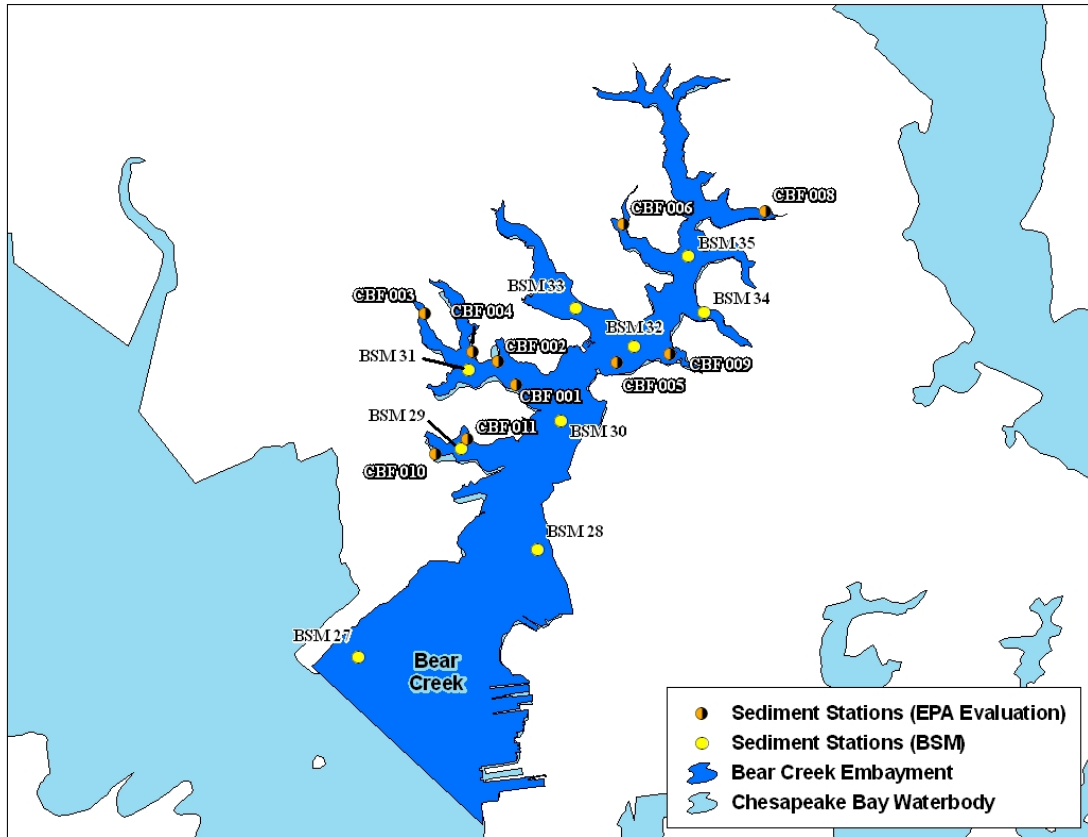 CBF 008
CBF 006
BSM 35
BSM 33
BSM 34
CBF 003
CBF 004
BSM 32
CBF 002
BSM 31
CBF 009
CBF 005
CBF 001
BSM 29
CBF 011
BSM 30
CBF 010
BSM 28
BSM 27
Bear
Creek
Sediment Stations (EPA Evaluation)
Sediment Stations (BSM)
Bear Creek Embayment
Chesapeake Bay Waterbody